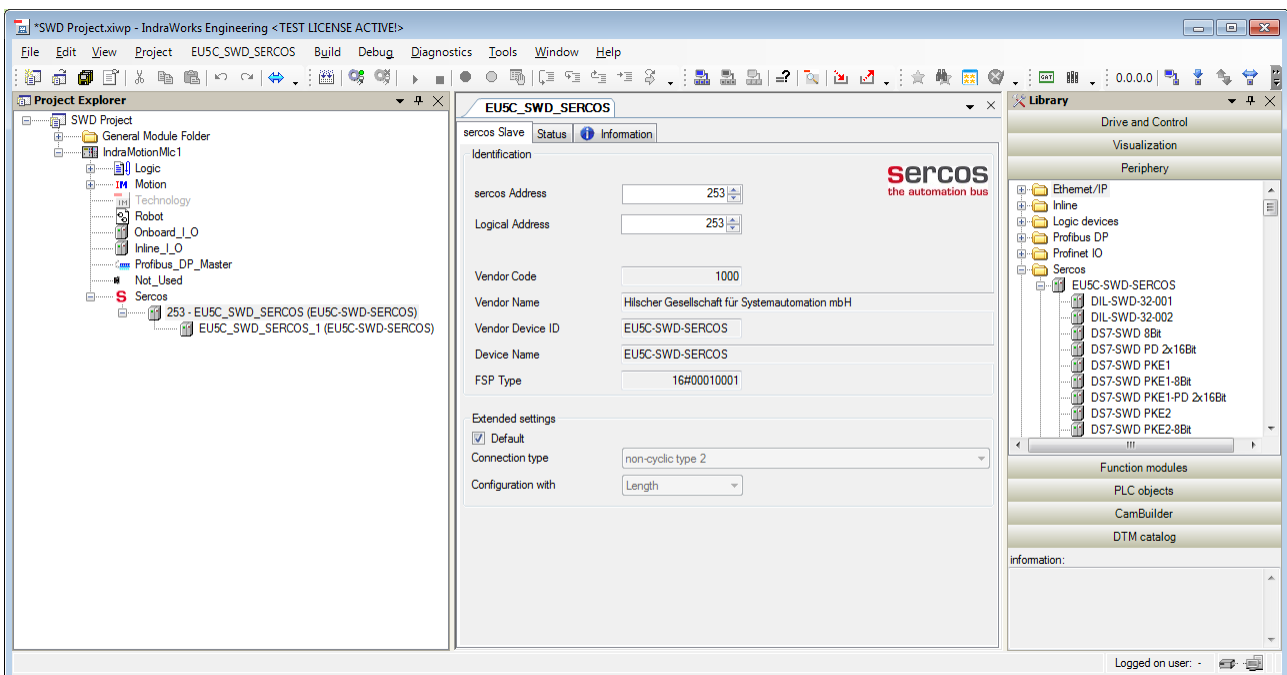 *SWD Project.xiwp - IndraWorks Engineering <TEST LICENSE ACTIVE!>
File Edit View Project EU5C_SWD_SERCOS Build Debug Diagnostics Tools Window Help
0.0.0.0
Project Explorer
SWD Project
General Module Folder
IndraMotionMlc1
Logic
IM Motion
IM Technology
Robot
Onboard_I_O
Inline_I_O
Profibus_DP_Master
Not_Used
S Sercos
253 - EU5C_SWD_SERCOS (EU5C-SWD-SERCOS)
EU5C_SWD_SERCOS_1 (EU5C-SWD-SERCOS)
EU5C_SWD_SERCOS
sercos Slave Status Information
Identification
sercos
the automation bus
sercos Address 253
Logical Address 253
Vendor Code 1000
Vendor Name Hilscher Gesellschaft für Systemautomation mbH
Vendor Device ID EU5C-SWD-SERCOS
Device Name EU5C-SWD-SERCOS
FSP Type 16#00010001
Extended settings
Default
Connection type non-cyclic type 2
Configuration with Length
Library
Drive and Control
Visualization
Periphery
Ethernet/IP
Inline
Logic devices
Profibus DP
Profinet IO
Sercos
EU5C-SWD-SERCOS
DIL-SWD-32-001
DIL-SWD-32-002
DS7-SWD 8Bit
DS7-SWD PD 2x16Bit
DS7-SWD PKE1
DS7-SWD PKE1-8Bit
DS7-SWD PKE1-PD 2x16Bit
DS7-SWD PKE2
DS7-SWD PKE2-8Bit
Function modules
PLC objects
CamBuilder
DTM catalog
information:
Logged on user: -